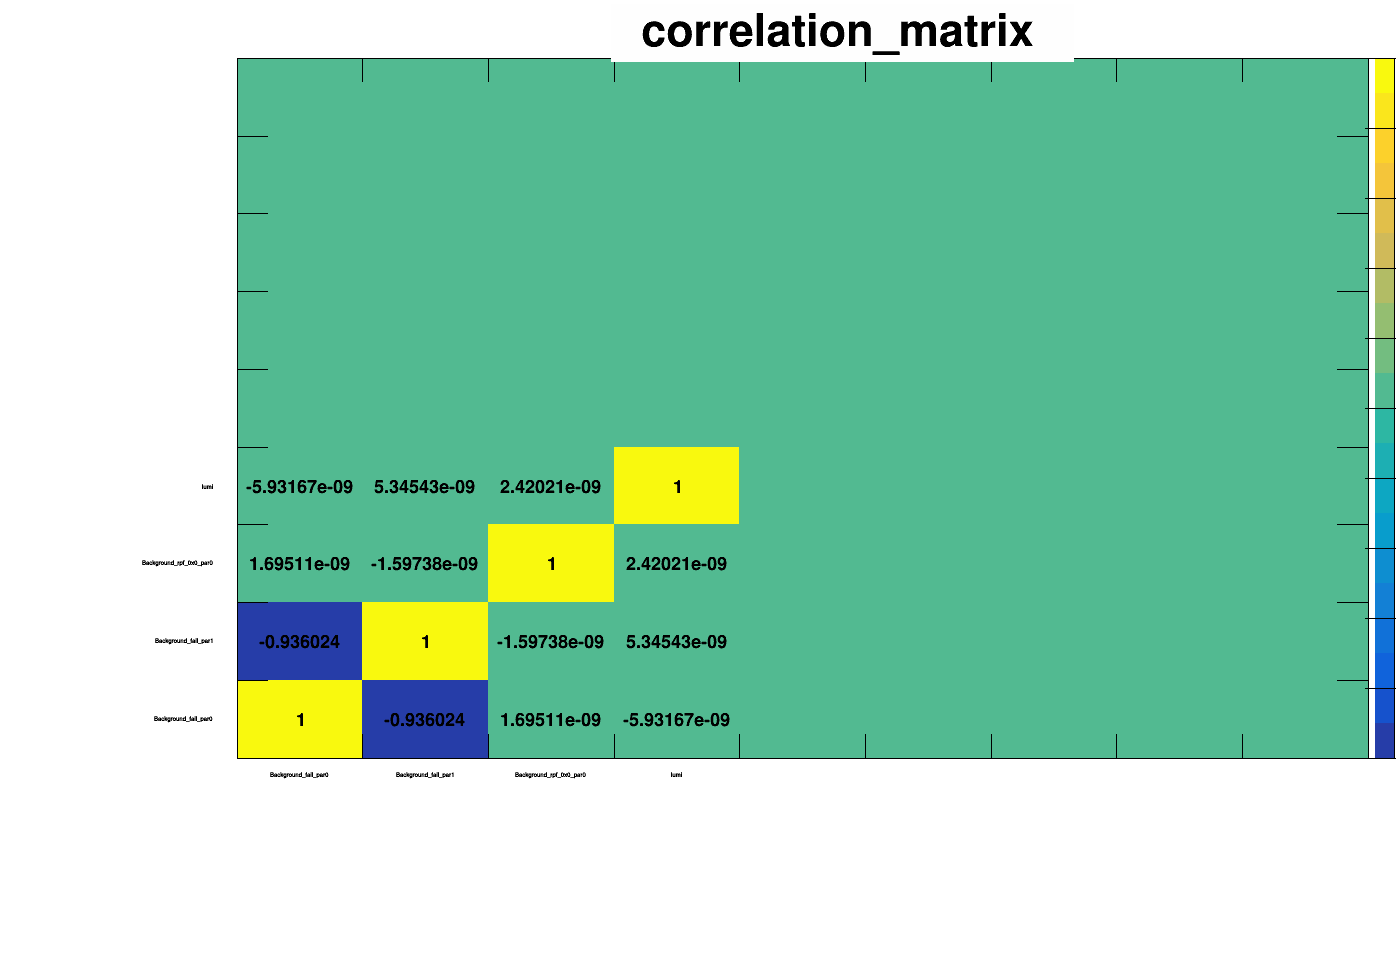 correlation_matrix
lumi -5.93167e-09 5.34543e-09 2.42021e-09 1
Background_rpf_0x0_par0 1.69511e-09 -1.59738e-09 1 2.42021e-09
Background_fail_par1 -0.936024 1 -1.59738e-09 5.34543e-09
Background_fail_par0 1 -0.936024 1.69511e-09 -5.93167e-09
Background_fail_par0 Background_fail_par1 Background_rpf_0x0_par0 lumi